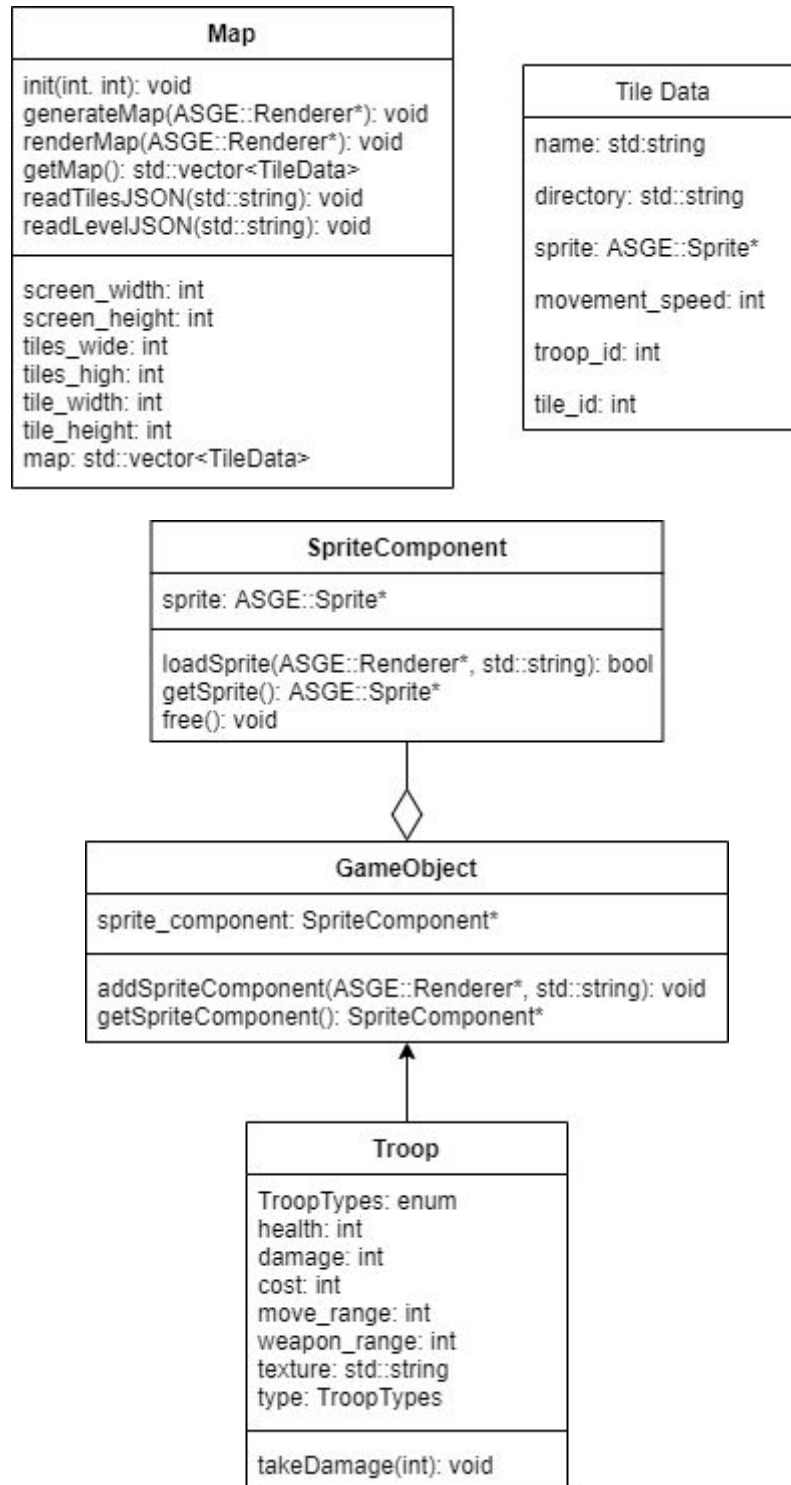 Map
init(int. int): void
generateMap(ASGE::Renderer*): void
renderMap(ASGE::Renderer*): void
getMap(): std::vector<TileData>
readTilesJSON(std::string): void
readLevelJSON(std::string): void
screen_width: int
screen_height: int
tiles_wide: int
tiles_high: int
tile_width: int
tile_height: int
map: std::vector<TileData>
Tile Data
name: std:string
directory: std::string
sprite: ASGE::Sprite*
movement_speed: int
troop_id: int
tile_id: int
SpriteComponent
sprite: ASGE::Sprite*
loadSprite(ASGE::Renderer*, std::string): bool
getSprite(): ASGE::Sprite*
free(): void
GameObject
sprite_component: SpriteComponent*
addSpriteComponent(ASGE::Renderer*, std::string): void
getSpriteComponent(): SpriteComponent*
Troop
TroopTypes: enum
health: int
damage: int
cost: int
move_range: int
weapon_range: int
texture: std::string
type: TroopTypes
takeDamage(int): void